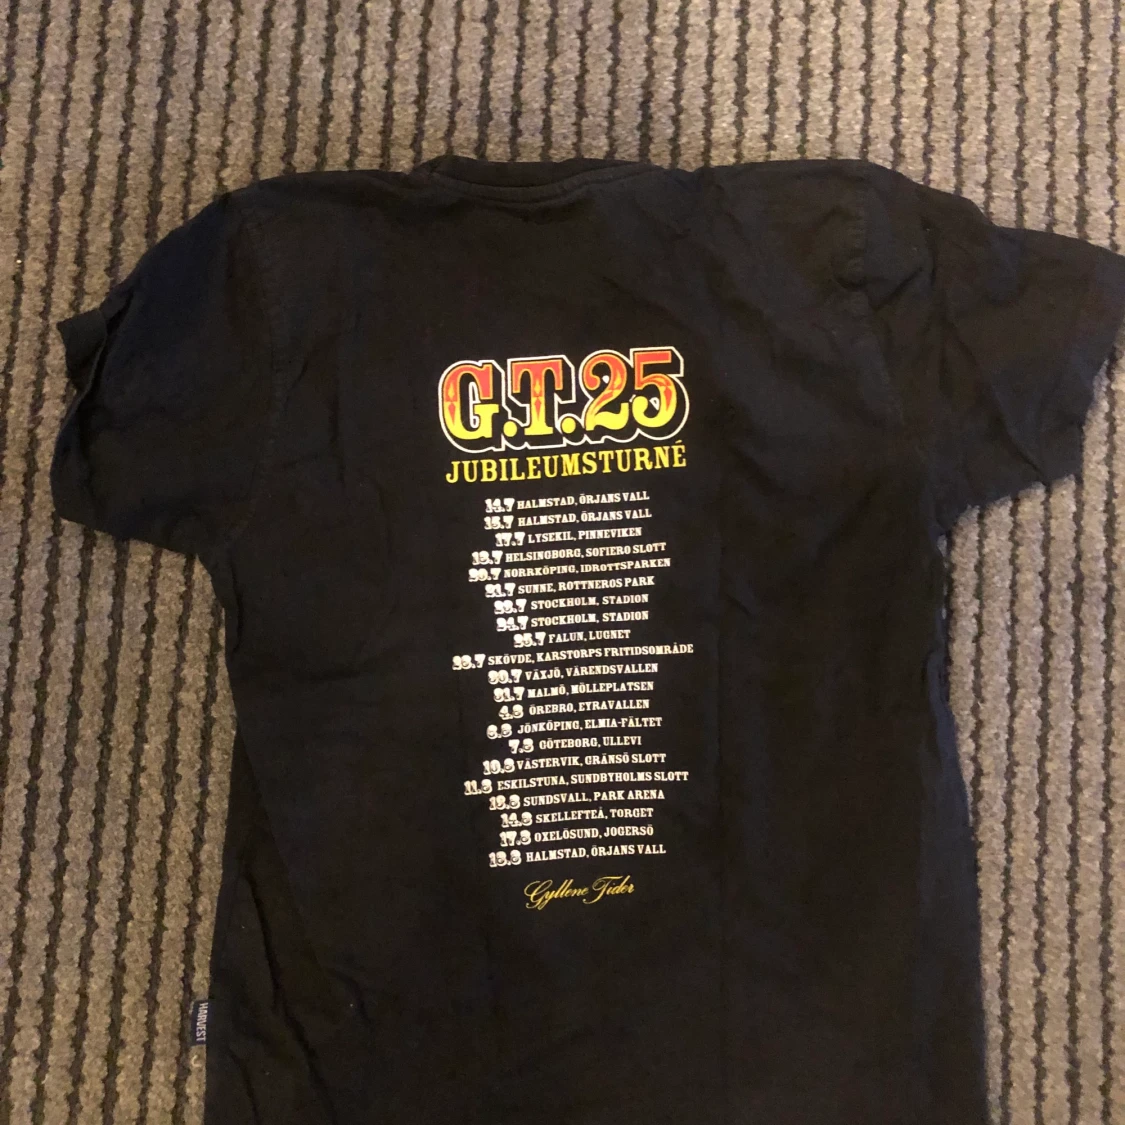 G.T.25
JUBILEUMSTURNÉ
14.7 HALMSTAD, ÖRJANS VALL
15.7 HALMSTAD, ÖRJANS VALL
17.7 LYSEKIL, PINNEVIKEN
18.7 HELSINGBORG, SOFIERO SLOTT
20.7 NORRKÖPING, IDROTTSPARKEN
21.7 SUNNE, ROTTNEROS PARK
23.7 STOCKHOLM, STADION
24.7 STOCKHOLM, STADION
25.7 FALUN, LUGNET
28.7 SKÖVDE, KARSTORPS FRITIDSOMRÅDE
30.7 VÄXJÖ, VÄRENDSVALLEN
31.7 MALMÖ, MÖLLEPLATSEN
4.8 ÖREBRO, EYRAVALLEN
6.8 JÖNKÖPING, ELMIA-FÄLTET
7.8 GÖTEBORG, ULLEVI
10.8 VÄSTERVIK, GRÄNSÖ SLOTT
11.8 ESKILSTUNA, SUNDBYHOLMS SLOTT
13.8 SUNDSVALL, PARK ARENA
14.8 SKELLEFTEÅ, TORGET
17.8 OXELÖSUND, JOGERSÖ
18.8 HALMSTAD, ÖRJANS VALL
Gyllene Tider
HARVEST